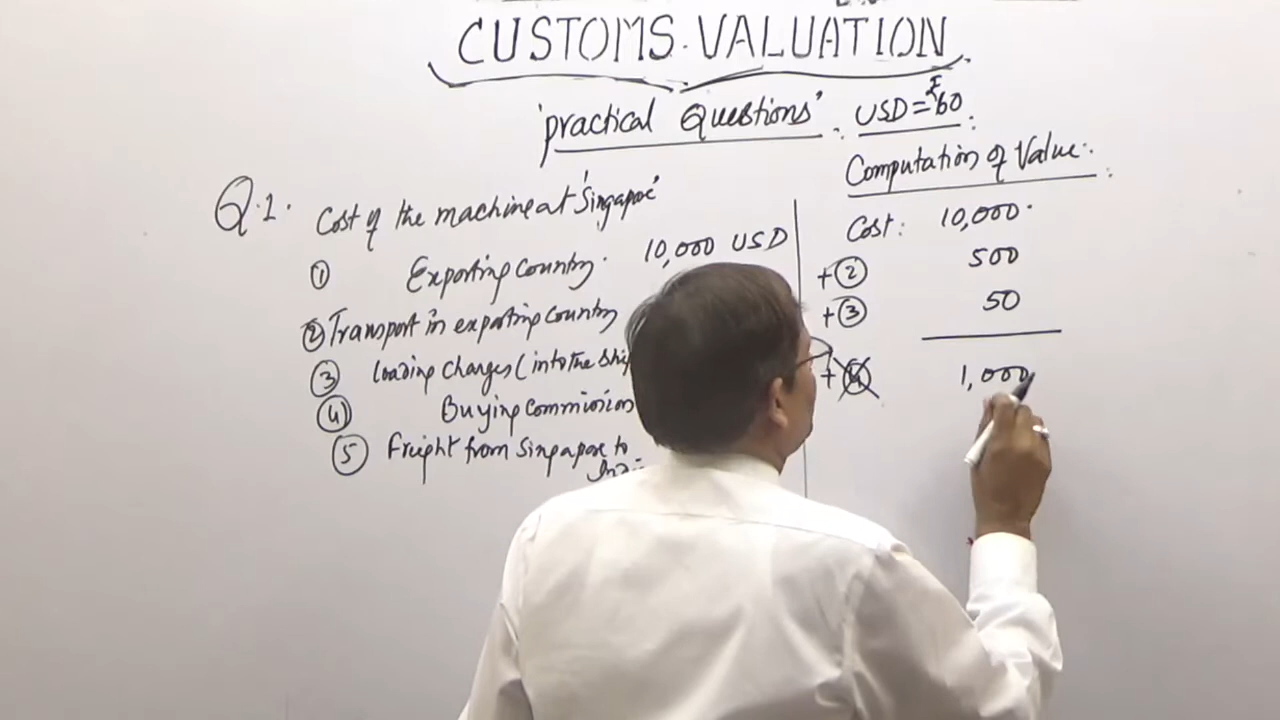 CUSTOMS VALUATION
'practical Questions'
USD = ₹60
Q.1. Cost of the machine at 'Singapore'
① Exporting Country. 10,000 USD
② Transport in exporting Country
③ Loading Charges (into the ship
④ Buying Commission
⑤ Freight from Singapore to
Computation of Value
Cost: 10,000
+② 500
+③ 50
+④ 1,000